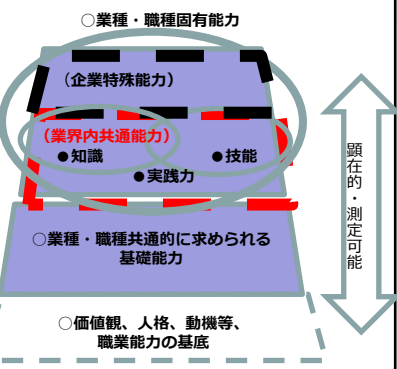 ○業種・職種固有能力
（企業特殊能力）
（業界内共通能力）
●知識
●技能
●実践力
○業種・職種共通的に求められる
基礎能力
○価値観、人格、動機等、
職業能力の基底
顕在的・測定可能